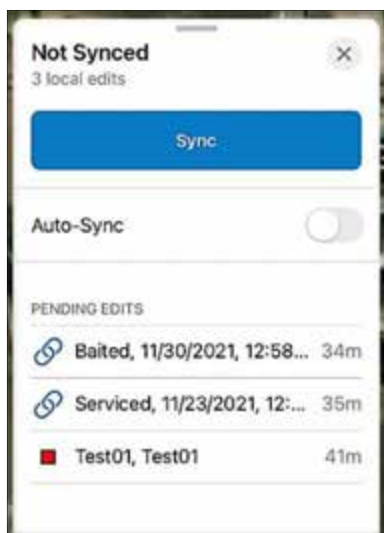 Not Synced
3 local edits
Sync
Auto-Sync
PENDING EDITS
Baited, 11/30/2021, 12:58... 34m
Serviced, 11/23/2021, 12:... 35m
Test01, Test01 41m